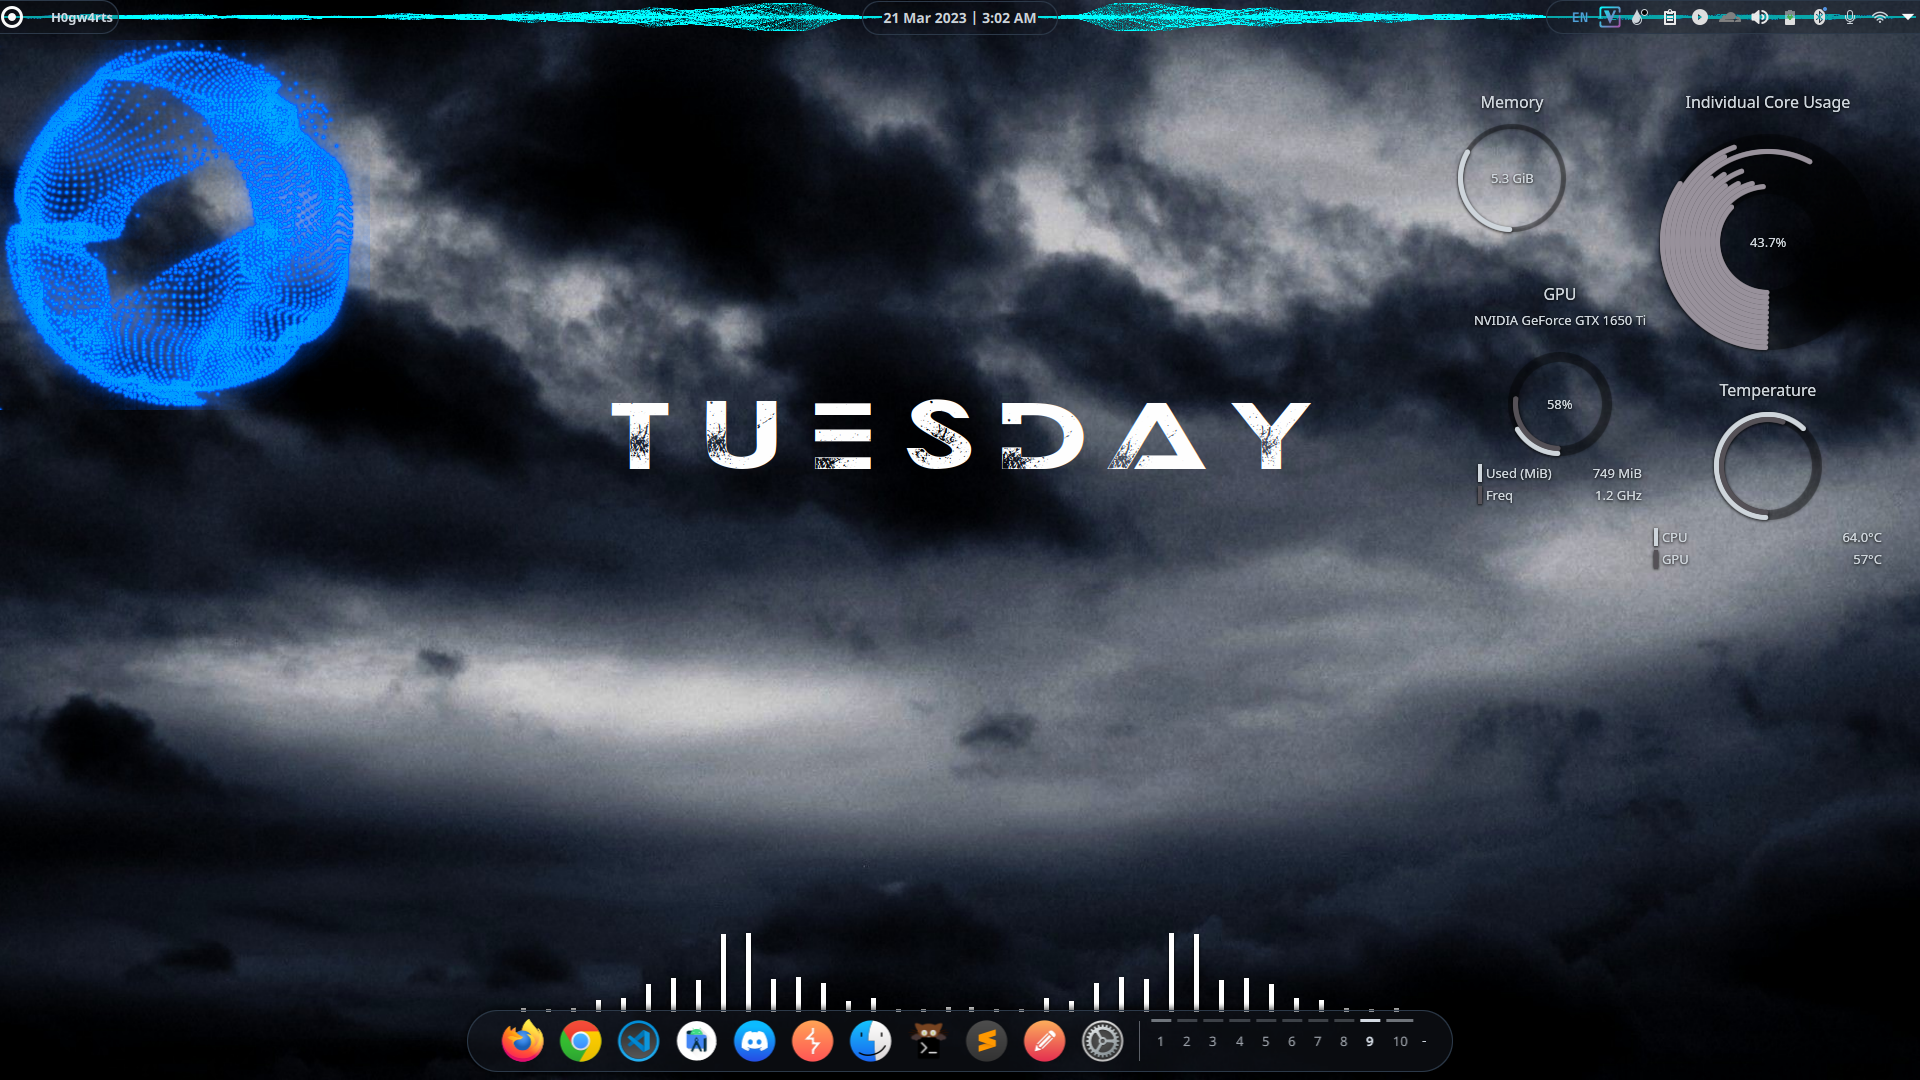 H0gw4rts
21 Mar 2023 | 3:02 AM
EN
Memory
5.3 GiB
Individual Core Usage
43.7%
GPU
NVIDIA GeForce GTX 1650 Ti
58%
Used (MiB) 749 MiB
Freq 1.2 GHz
Temperature
CPU 64.0°C
GPU 57°C
TUESDAY
1 2 3 4 5 6 7 8 9 10 -